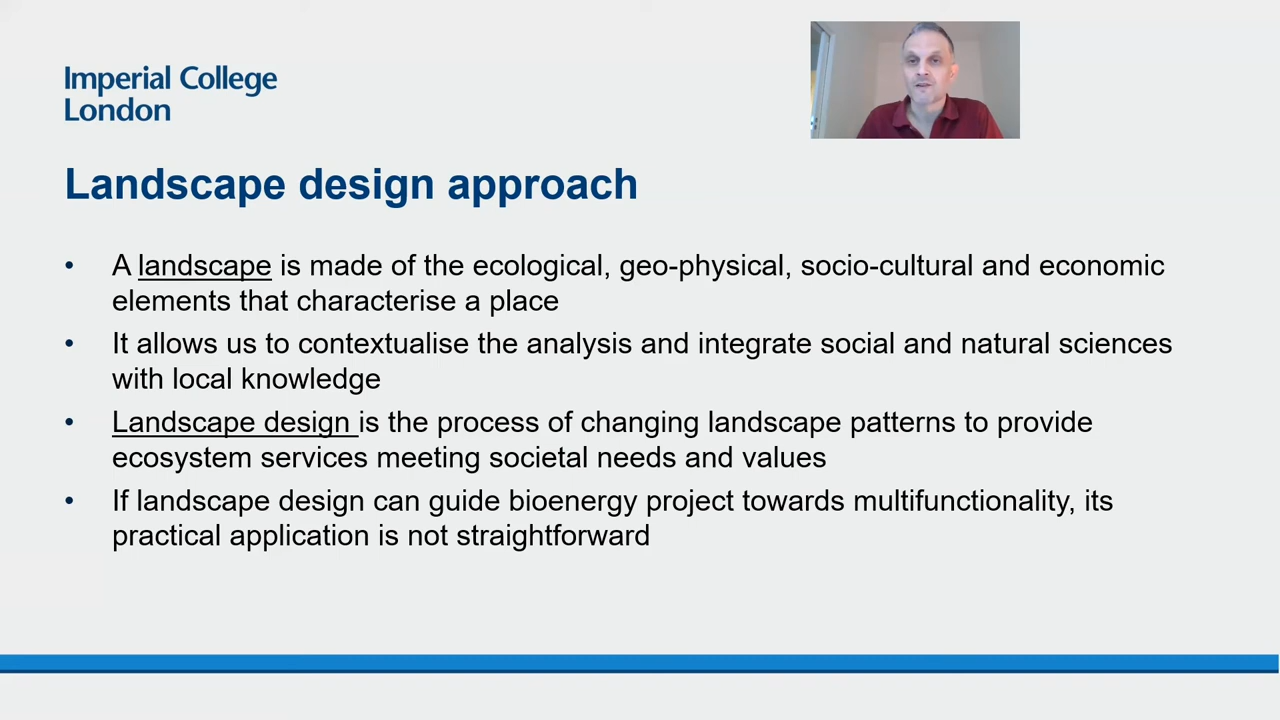 Imperial College
London
Landscape design approach
• A landscape is made of the ecological, geo-physical, socio-cultural and economic
elements that characterise a place
• It allows us to contextualise the analysis and integrate social and natural sciences
with local knowledge
• Landscape design is the process of changing landscape patterns to provide
ecosystem services meeting societal needs and values
• If landscape design can guide bioenergy project towards multifunctionality, its
practical application is not straightforward